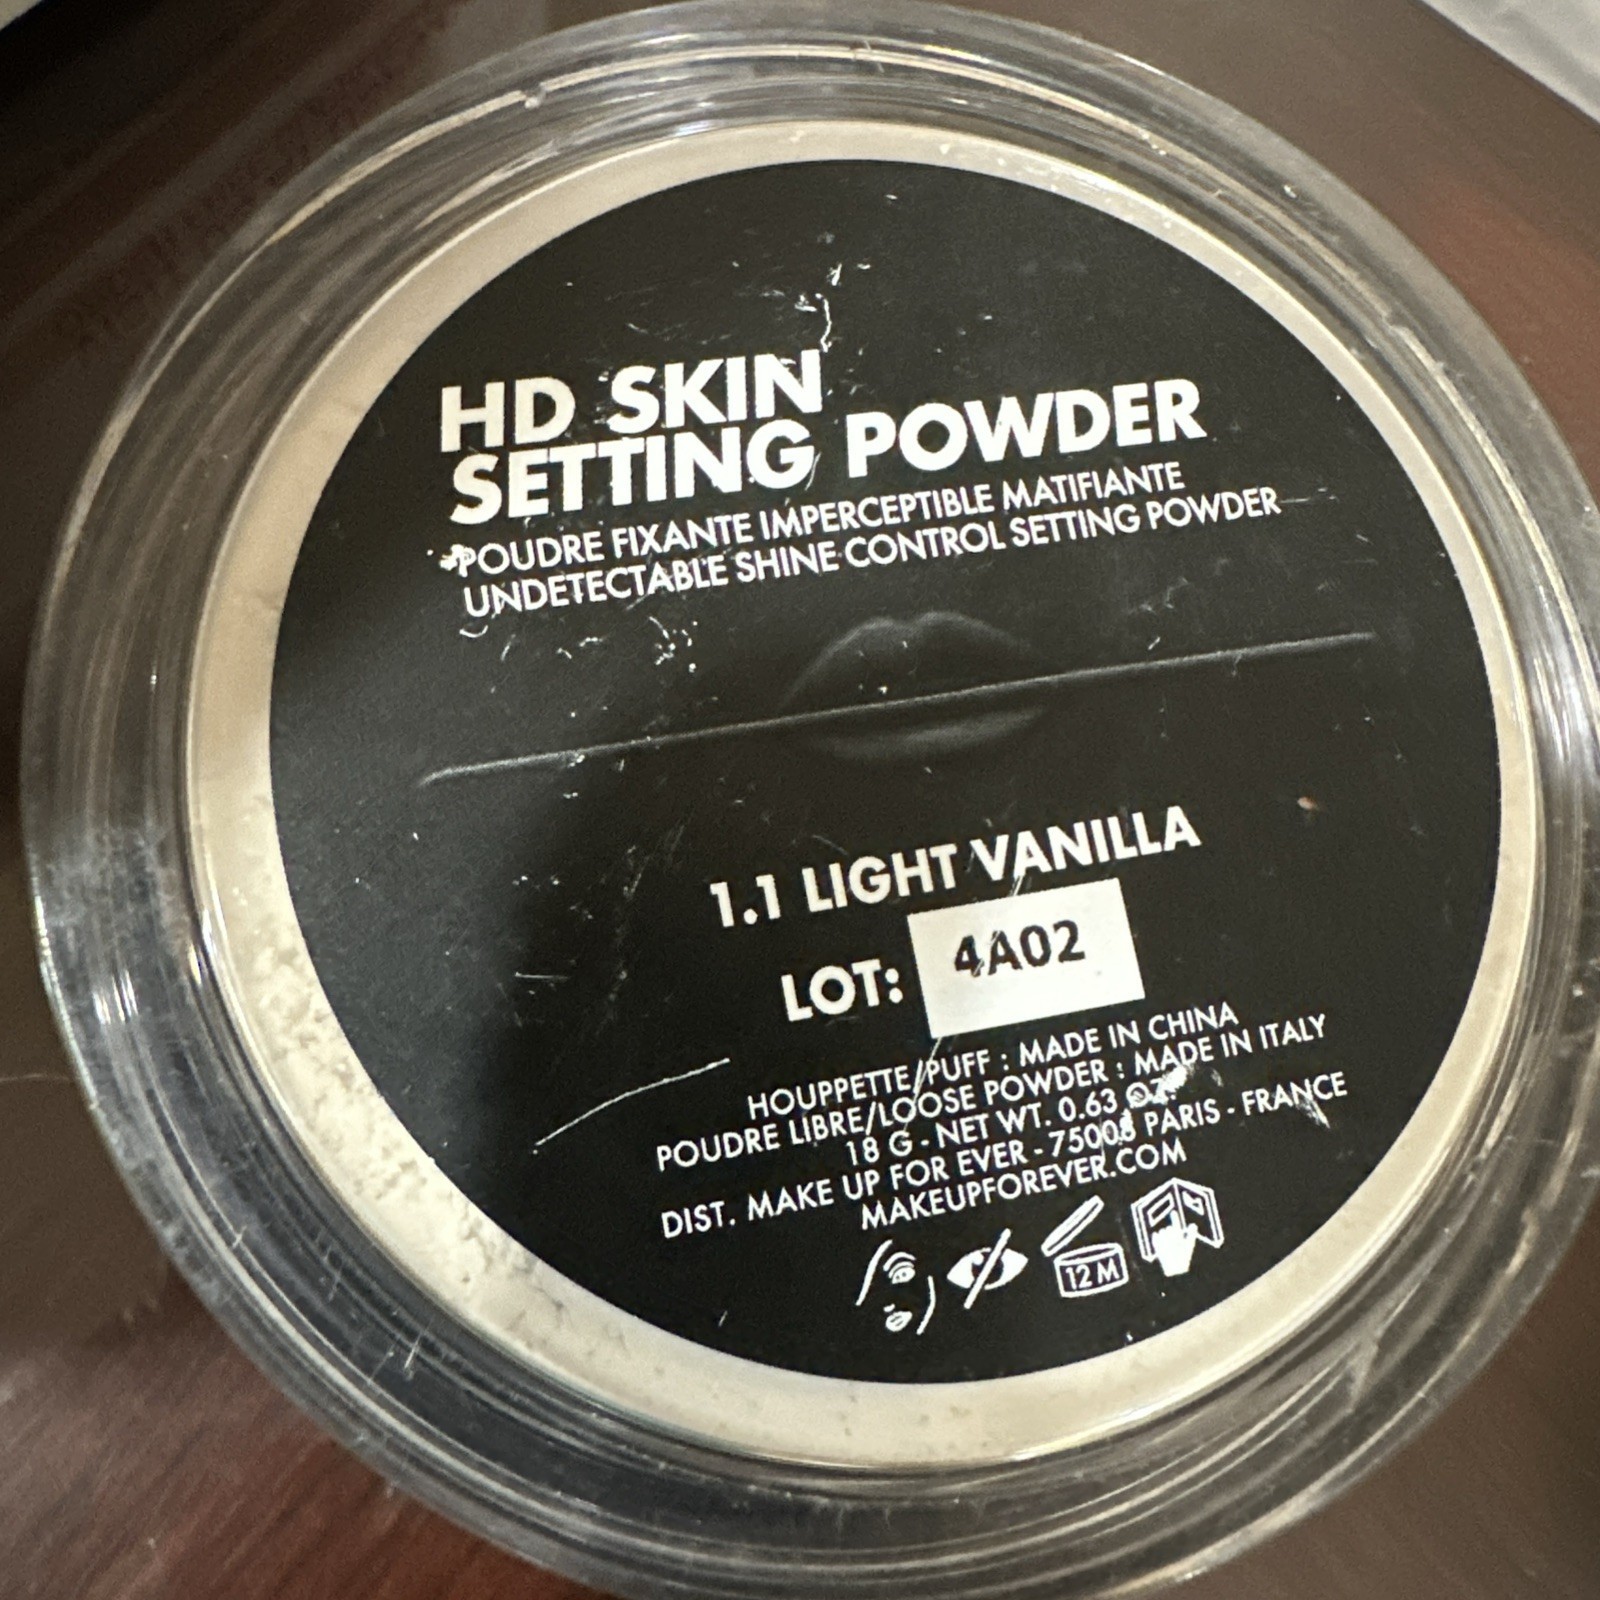 HD SKIN
SETTING POWDER
POUDRE FIXANTE IMPERCEPTIBLE MATIFIANTE
UNDETECTABLE SHINE CONTROL SETTING POWDER
1.1 LIGHT VANILLA
LOT: 4A02
HOUPPETTE/PUFF : MADE IN CHINA
POUDRE LIBRE/LOOSE POWDER : MADE IN ITALY
18 G - NET WT. 0.63 OZ.
DIST. MAKE UP FOR EVER - 75008 PARIS - FRANCE
MAKEUPFOREVER.COM
12 M